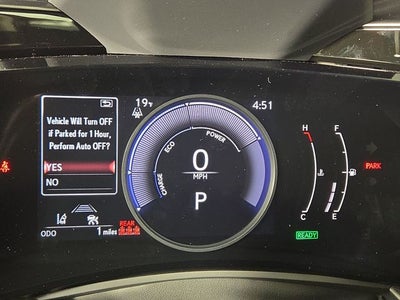 Vehicle Will Turn OFF
if Parked for 1 Hour,
Perform Auto OFF?
YES
NO
ODO 1 miles
REAR
19°F
4:51
CHARGE ECO POWER
0
MPH
P
H F
C E
READY
PARK